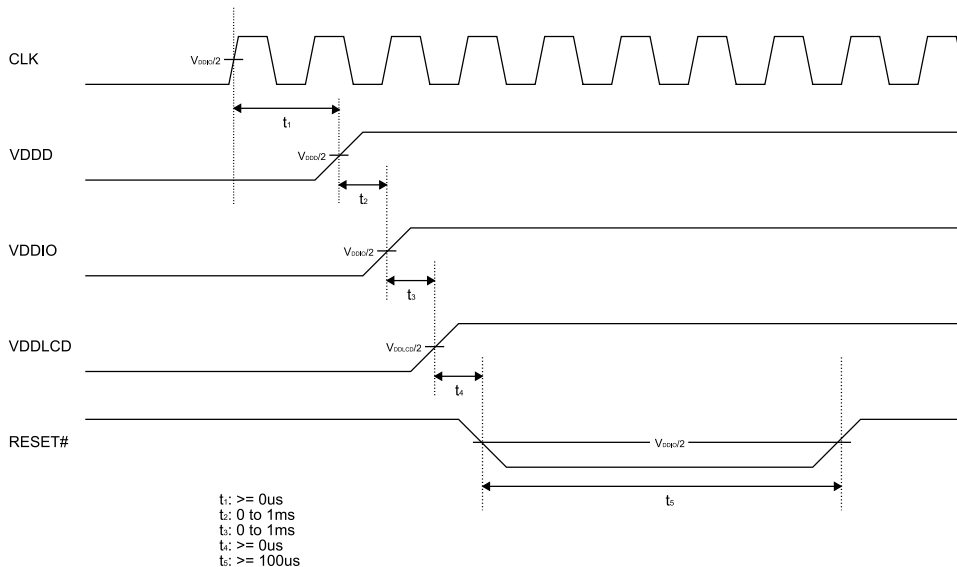 CLK
VDDIO/2
t1
VDDD
VDDD/2
t2
VDDIO
VDDIO/2
t3
VDDLCD
VDDLCD/2
t4
RESET#
VDDIO/2
t5
t1: >= 0us
t2: 0 to 1ms
t3: 0 to 1ms
t4: >= 0us
t5: >= 100us